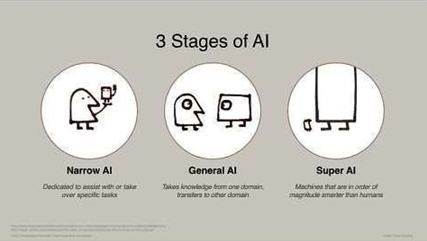 3 Stages of AI
Narrow AI
Dedicated to assist with or take
over specific tasks
General AI
Takes knowledge from one domain,
transfers to other domain
Super AI
Machines that are in order of
magnitude smarter than humans